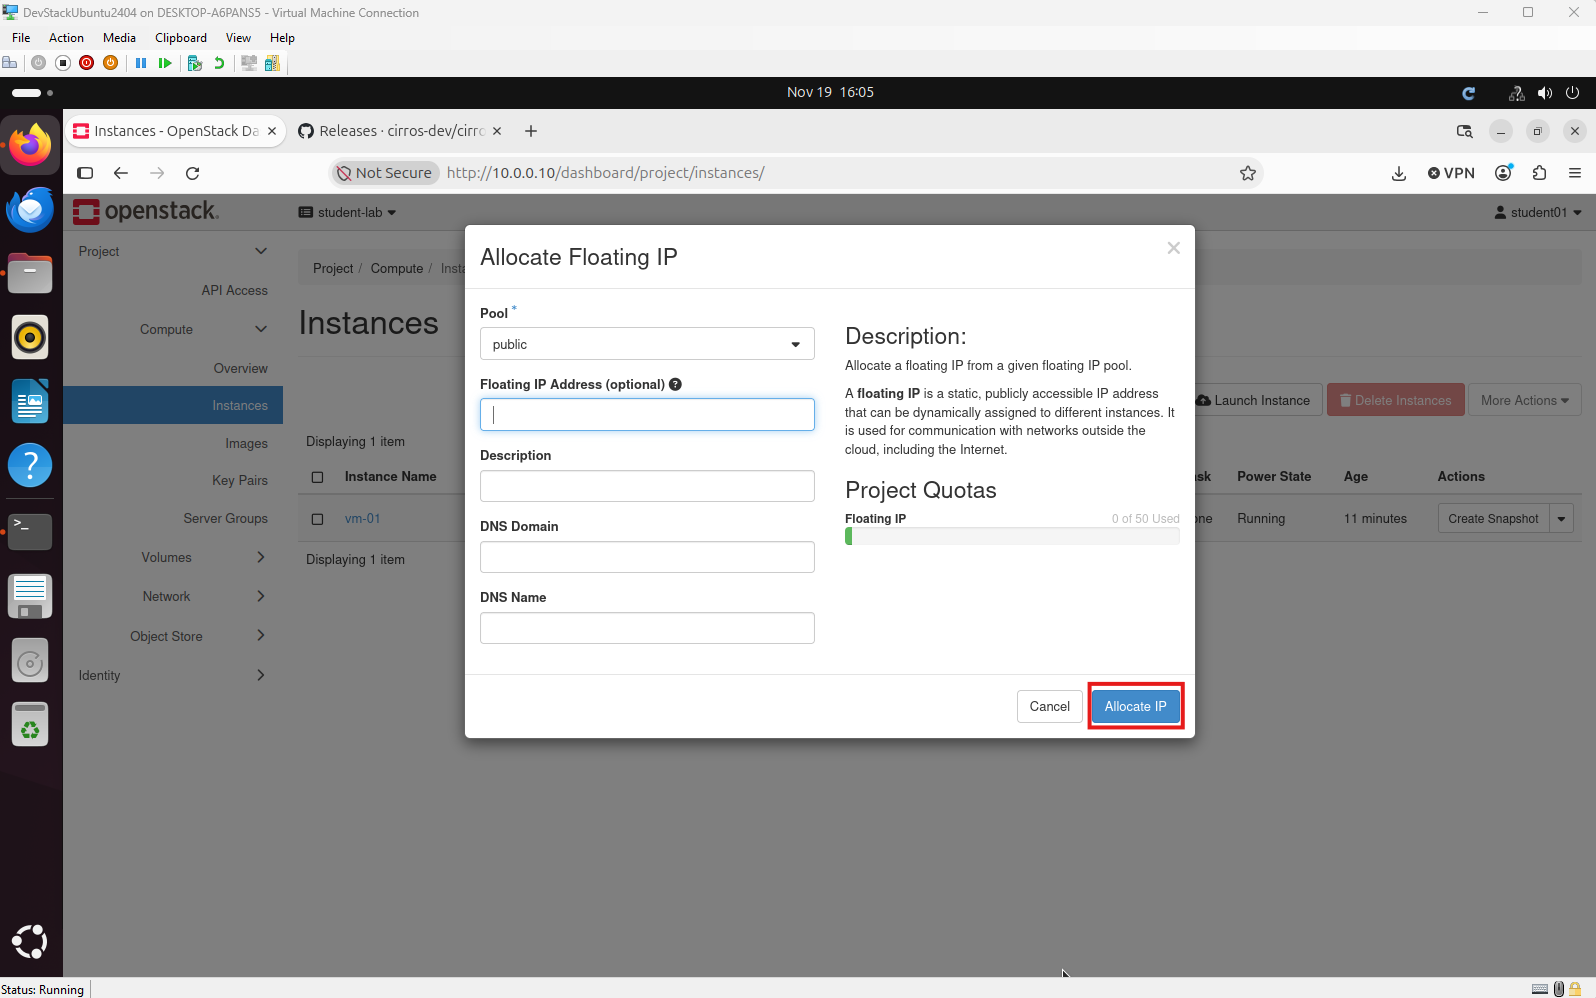 DevStackUbuntu2404 on DESKTOP-A6PANS5 - Virtual Machine Connection
File Action Media Clipboard View Help
Nov 19 16:05
Instances - OpenStack Da
Releases · cirros-dev/cirro
Not Secure
http://10.0.0.10/dashboard/project/instances/
VPN
openstack.
student-lab
student01
Project
API Access
Compute
Overview
Instances
Images
Key Pairs
Server Groups
Volumes
Network
Object Store
Identity
Project / Compute / Insta
Instances
Launch Instance
Delete Instances
More Actions
Displaying 1 item
Instance Name
sk
Power State
Age
Actions
vm-01
one
Running
11 minutes
Create Snapshot
Displaying 1 item
Allocate Floating IP
×
Pool *
public
Floating IP Address (optional) ?
Description
DNS Domain
DNS Name
Description:
Allocate a floating IP from a given floating IP pool.
A floating IP is a static, publicly accessible IP address
that can be dynamically assigned to different instances. It
is used for communication with networks outside the
cloud, including the Internet.
Project Quotas
Floating IP
0 of 50 Used
Cancel
Allocate IP
Status: Running